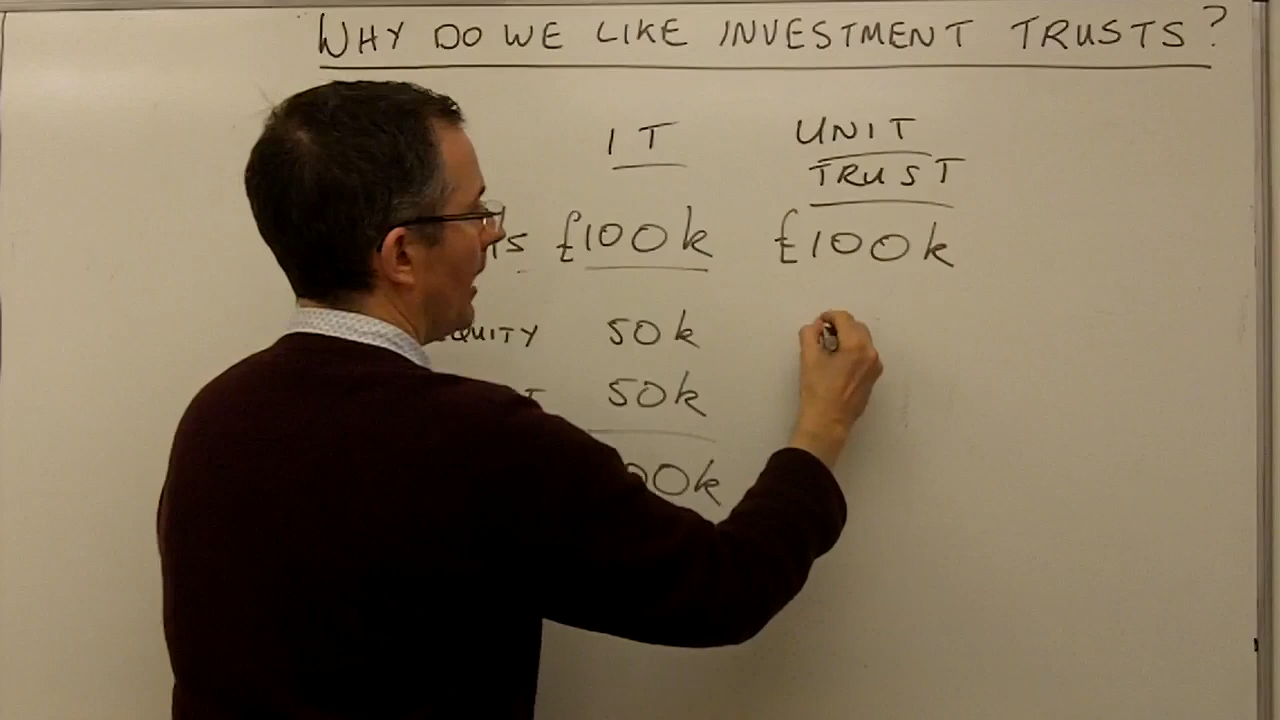 WHY DO WE LIKE INVESTMENT TRUSTS?
IT UNIT
TRUST
£100k £100k
50k
50k